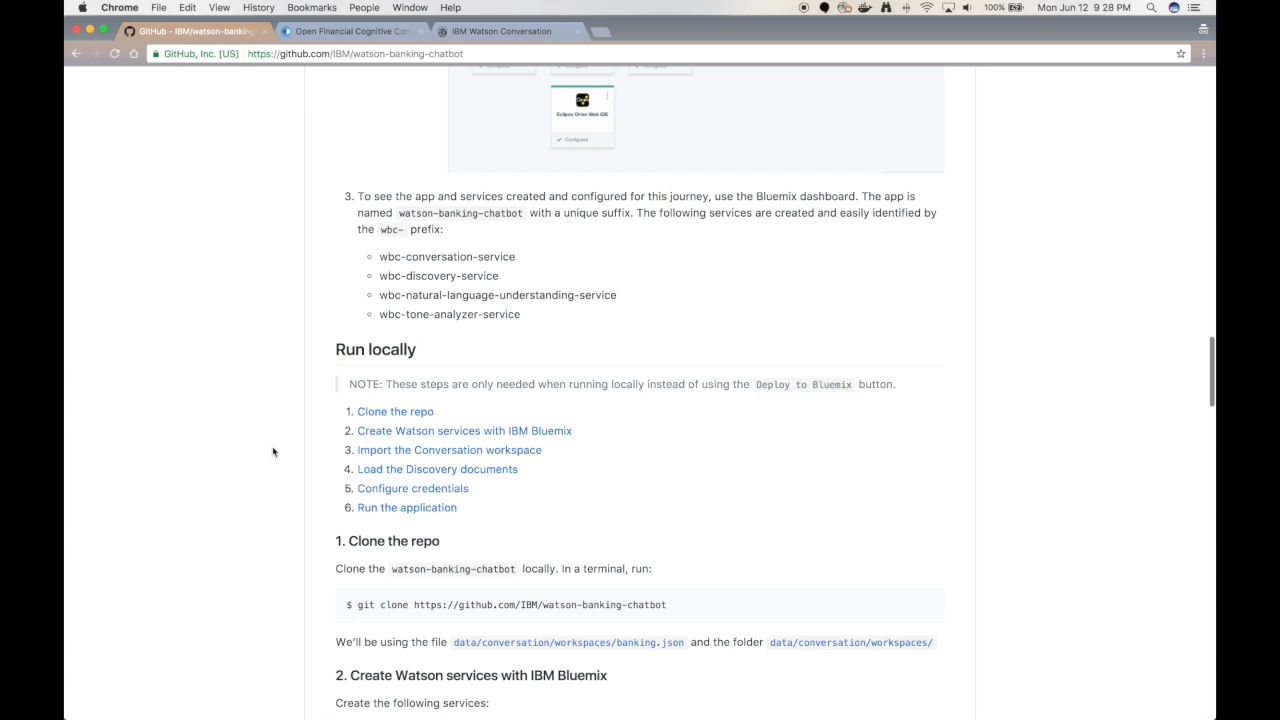 Chrome File Edit View History Bookmarks People Window Help 100% Mon Jun 12 9:28 PM
GitHub - IBM/watson-banking- Open Financial Cognitive Con IBM Watson Conversation
GitHub, Inc. [US] https://github.com/IBM/watson-banking-chatbot
Eclipse Orion Web IDE
Configured
3. To see the app and services created and configured for this journey, use the Bluemix dashboard. The app is
named watson-banking-chatbot with a unique suffix. The following services are created and easily identified by
the wbc- prefix:
wbc-conversation-service
wbc-discovery-service
wbc-natural-language-understanding-service
wbc-tone-analyzer-service
Run locally
NOTE: These steps are only needed when running locally instead of using the Deploy to Bluemix button.
1. Clone the repo
2. Create Watson services with IBM Bluemix
3. Import the Conversation workspace
4. Load the Discovery documents
5. Configure credentials
6. Run the application
1. Clone the repo
Clone the watson-banking-chatbot locally. In a terminal, run:
$ git clone https://github.com/IBM/watson-banking-chatbot
We'll be using the file data/conversation/workspaces/banking.json and the folder data/conversation/workspaces/
2. Create Watson services with IBM Bluemix
Create the following services: